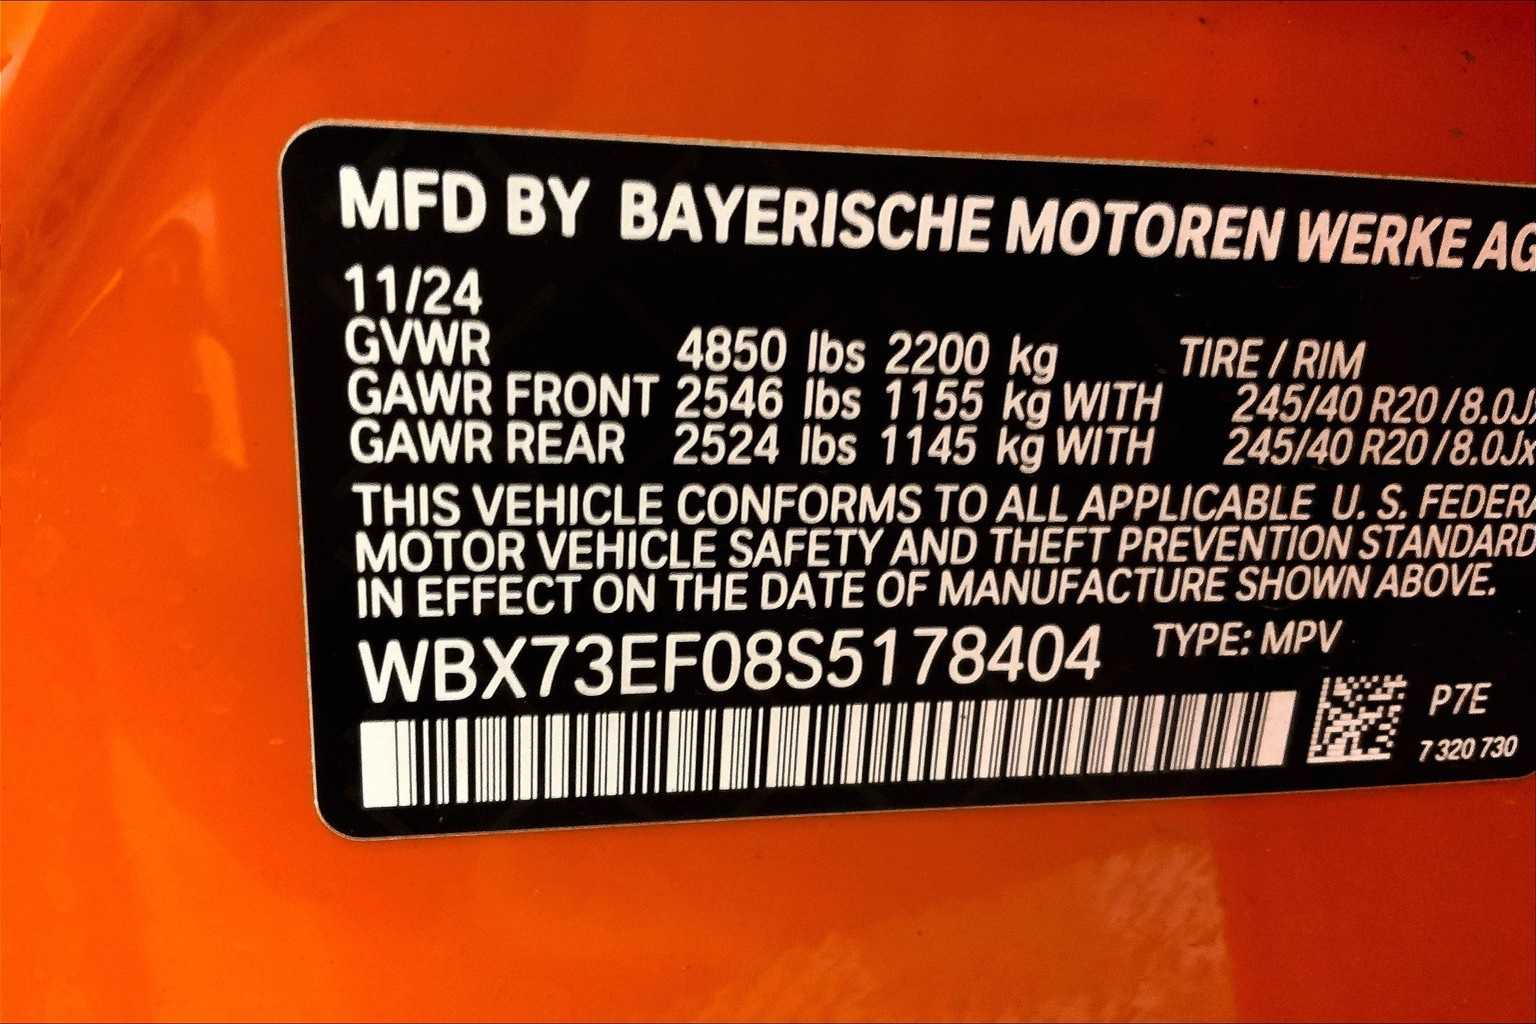 MFD BY BAYERISCHE MOTOREN WERKE AG
11/24
GVWR 4850 lbs 2200 kg TIRE / RIM
GAWR FRONT 2546 lbs 1155 kg WITH 245/40 R20 / 8.0Jx
GAWR REAR 2524 lbs 1145 kg WITH 245/40 R20 / 8.0Jx
THIS VEHICLE CONFORMS TO ALL APPLICABLE U. S. FEDERA
MOTOR VEHICLE SAFETY AND THEFT PREVENTION STANDARD
IN EFFECT ON THE DATE OF MANUFACTURE SHOWN ABOVE.
WBX73EF08S5178404 TYPE: MPV
P7E
7 320 730